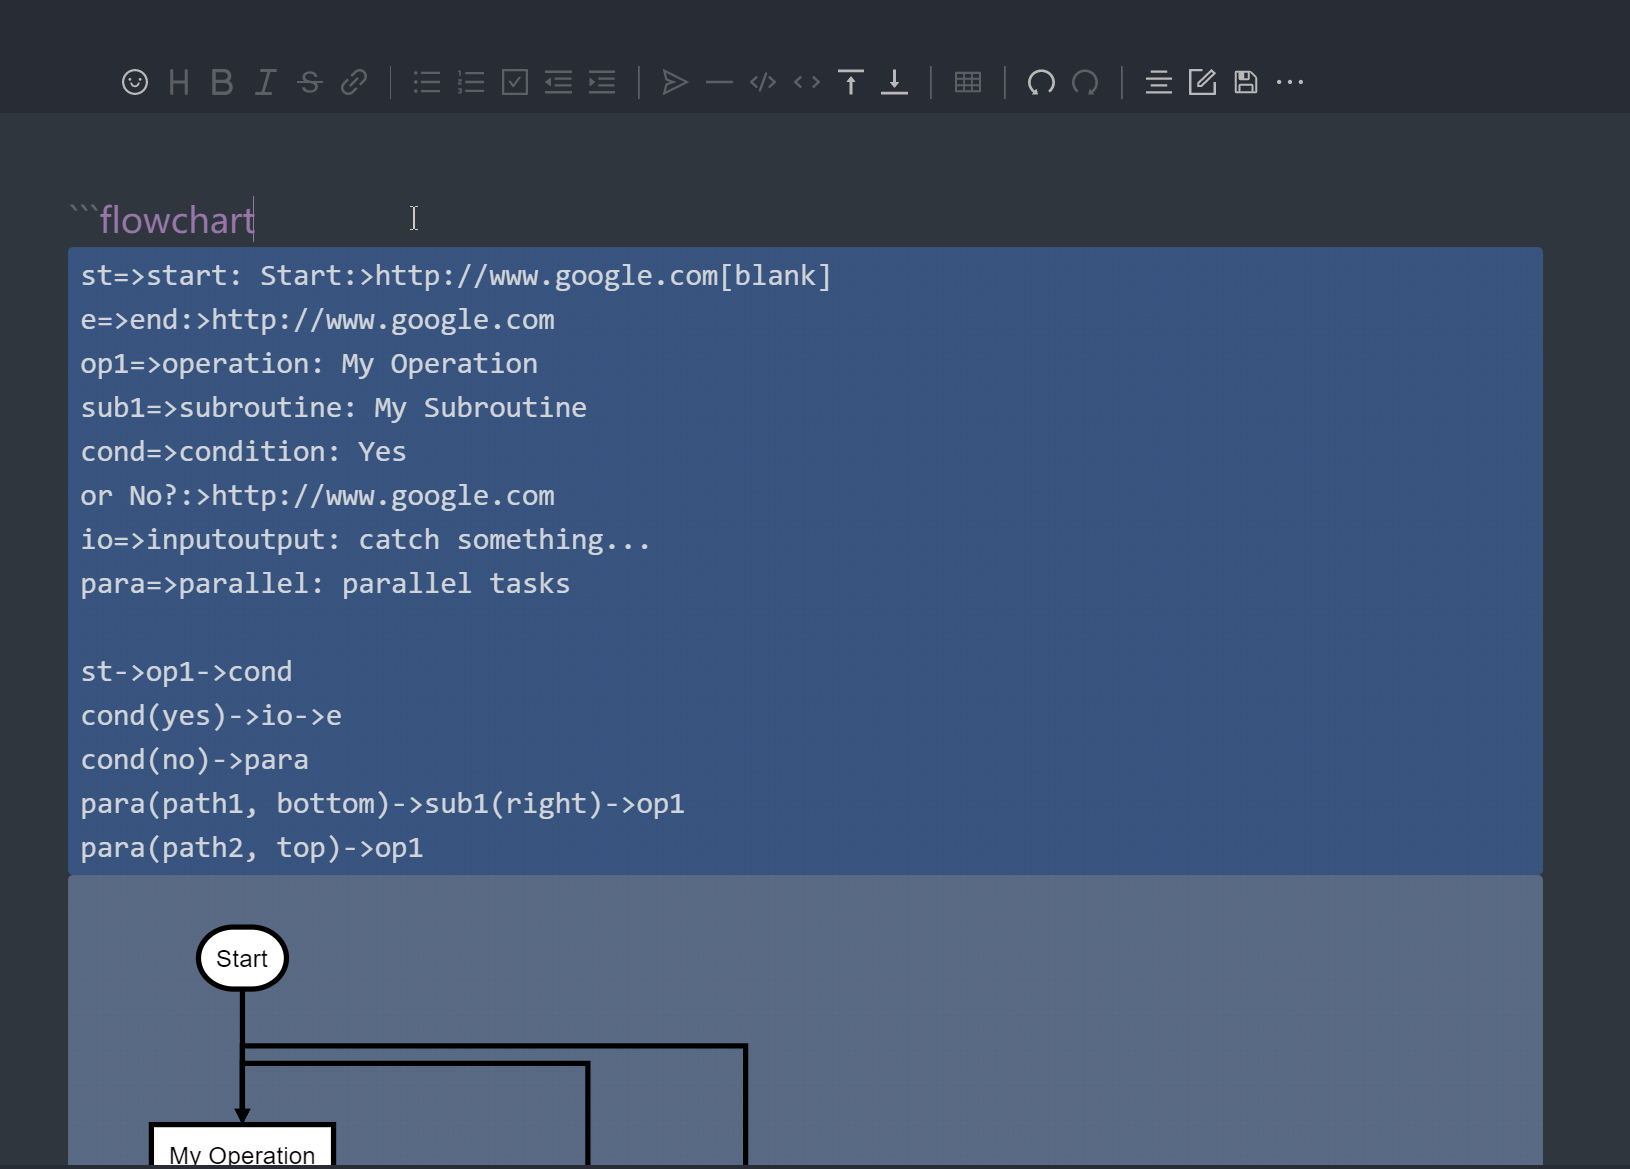 ```flowchart
st=>start: Start:>http://www.google.com[blank]
e=>end:>http://www.google.com
op1=>operation: My Operation
sub1=>subroutine: My Subroutine
cond=>condition: Yes
or No?:>http://www.google.com
io=>inputoutput: catch something...
para=>parallel: parallel tasks

st->op1->cond
cond(yes)->io->e
cond(no)->para
para(path1, bottom)->sub1(right)->op1
para(path2, top)->op1
Start
My Operation